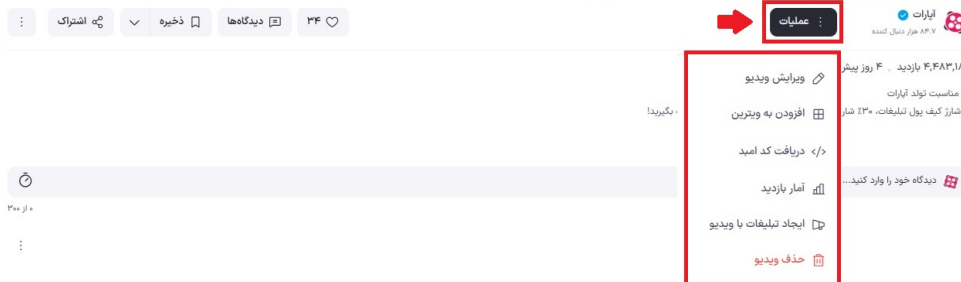 آپارات
۸۴.۷ هزار دنبال کننده
عملیات
۳۴
دیدگاه‌ها
ذخیره
اشتراک
بازدید . ۴ روز پیش
مناسبت تولد آپارات
شارژ کیف پول تبلیغات، ۳۰٪
بگیرید!
ویرایش ویدیو
افزودن به ویترین
دریافت کد امبد
آمار بازدید
ایجاد تبلیغات با ویدیو
حذف ویدیو
دیدگاه خود را وارد کنید...
۰ از ۳۰۰